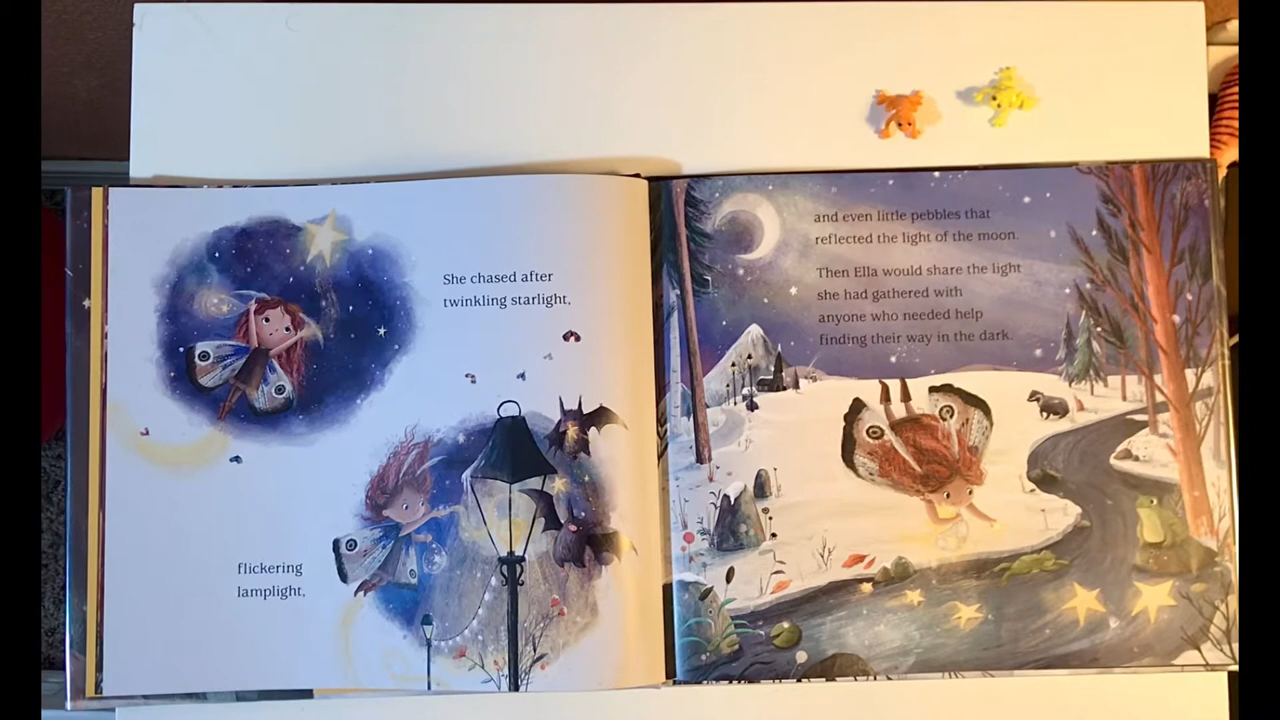 She chased after
twinkling starlight,
flickering
lamplight,
and even little pebbles that
reflected the light of the moon.
Then Ella would share the light
she had gathered with
anyone who needed help
finding their way in the dark.